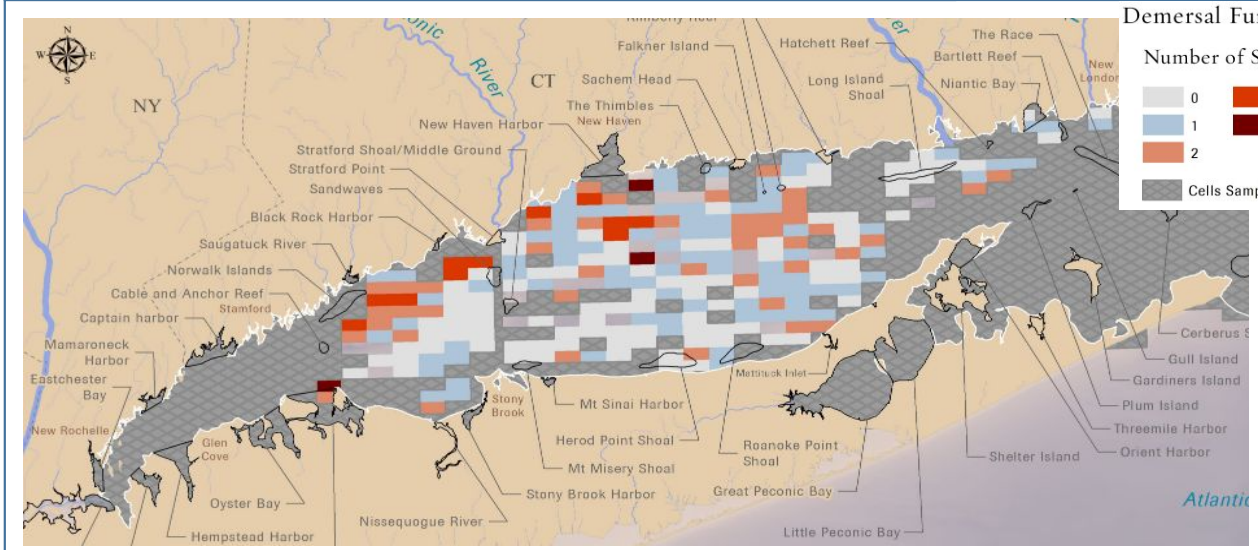 Demersal Fu
Number of S
0
1
2
Cells Samp
N
W
E
S
NY
CT
onic
River
Falkner Island
Hatchett Reef
The Race
Bartlett Reef
New
London
Sachem Head
Long Island
Shoal
Niantic Bay
The Thimbles
New Haven
New Haven Harbor
Stratford Shoal/Middle Ground
Stratford Point
Sandwaves
Black Rock Harbor
Saugatuck River
Norwalk Islands
Cable and Anchor Reef
Stamford
Captain harbor
Mamaroneck
Harbor
Eastchester
Bay
New Rochelle
Glen
Cove
Oyster Bay
Hempstead Harbor
Nissequogue River
Stony
Brook
Stony Brook Harbor
Mt Misery Shoal
Mt Sinai Harbor
Herod Point Shoal
Roanoke Point
Shoal
Mattituck Inlet
Great Peconic Bay
Little Peconic Bay
Shelter Island
Orient Harbor
Threemile Harbor
Plum Island
Gardiners Island
Gull Island
Cerberus S
Atlantic